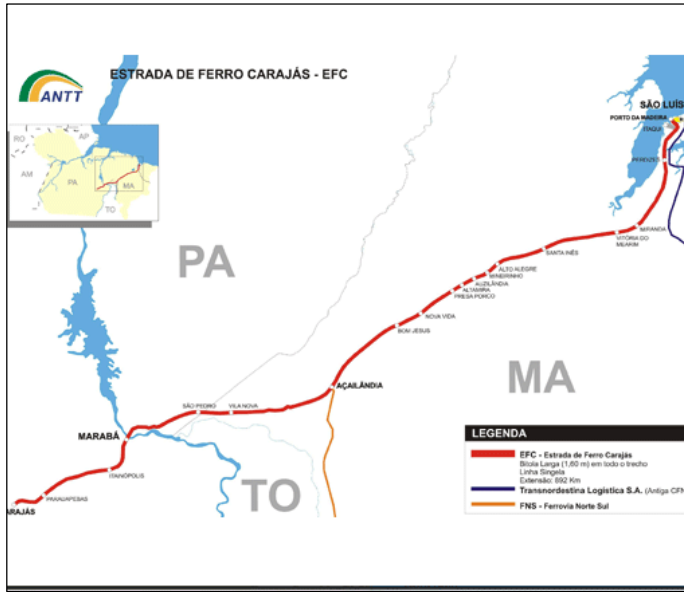 ANTT
ESTRADA DE FERRO CARAJÁS - EFC
RO
AP
AM
PA
MA
TO
SÃO LUÍS
PORTO DA MADEIRA
ITAQUI
PERIZES
MIRANDA
VITÓRIA DO
MEARIM
SANTA INÊS
ALTO ALEGRE
MINEIRINHO
AUZILÂNDIA
ALTAMIRA
PRESA PORCO
NOVA VIDA
BOM JESUS
PA
MA
AÇAILÂNDIA
SÃO PEDRO
VILA NOVA
MARABÁ
ITAINÓPOLIS
TO
PARAUAPEBAS
ARAJÁS
LEGENDA
EFC - Estrada de Ferro Carajás
Bitola Larga (1,60 m) em todo o trecho
Linha Singela
Extensão: 892 Km
Transnordestina Logística S.A. (Antiga CFN
FNS - Ferrovia Norte Sul